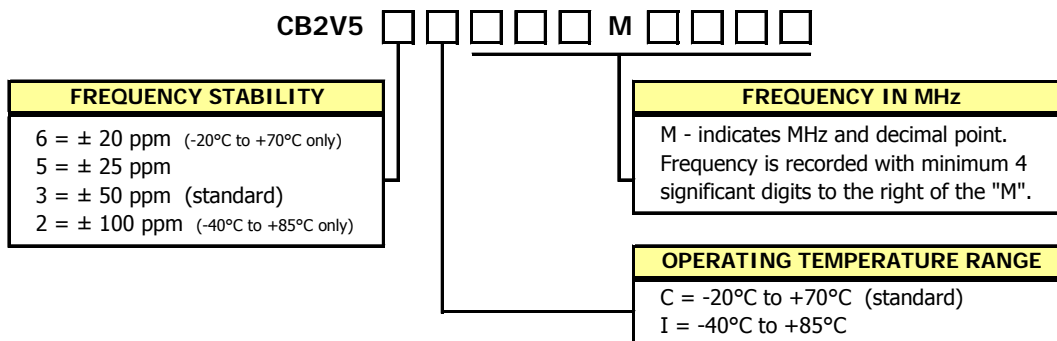 CB2V5 M
FREQUENCY STABILITY
6 = ± 20 ppm (-20°C to +70°C only)
5 = ± 25 ppm
3 = ± 50 ppm (standard)
2 = ± 100 ppm (-40°C to +85°C only)
FREQUENCY IN MHz
M - indicates MHz and decimal point.
Frequency is recorded with minimum 4
significant digits to the right of the "M".
OPERATING TEMPERATURE RANGE
C = -20°C to +70°C (standard)
I = -40°C to +85°C